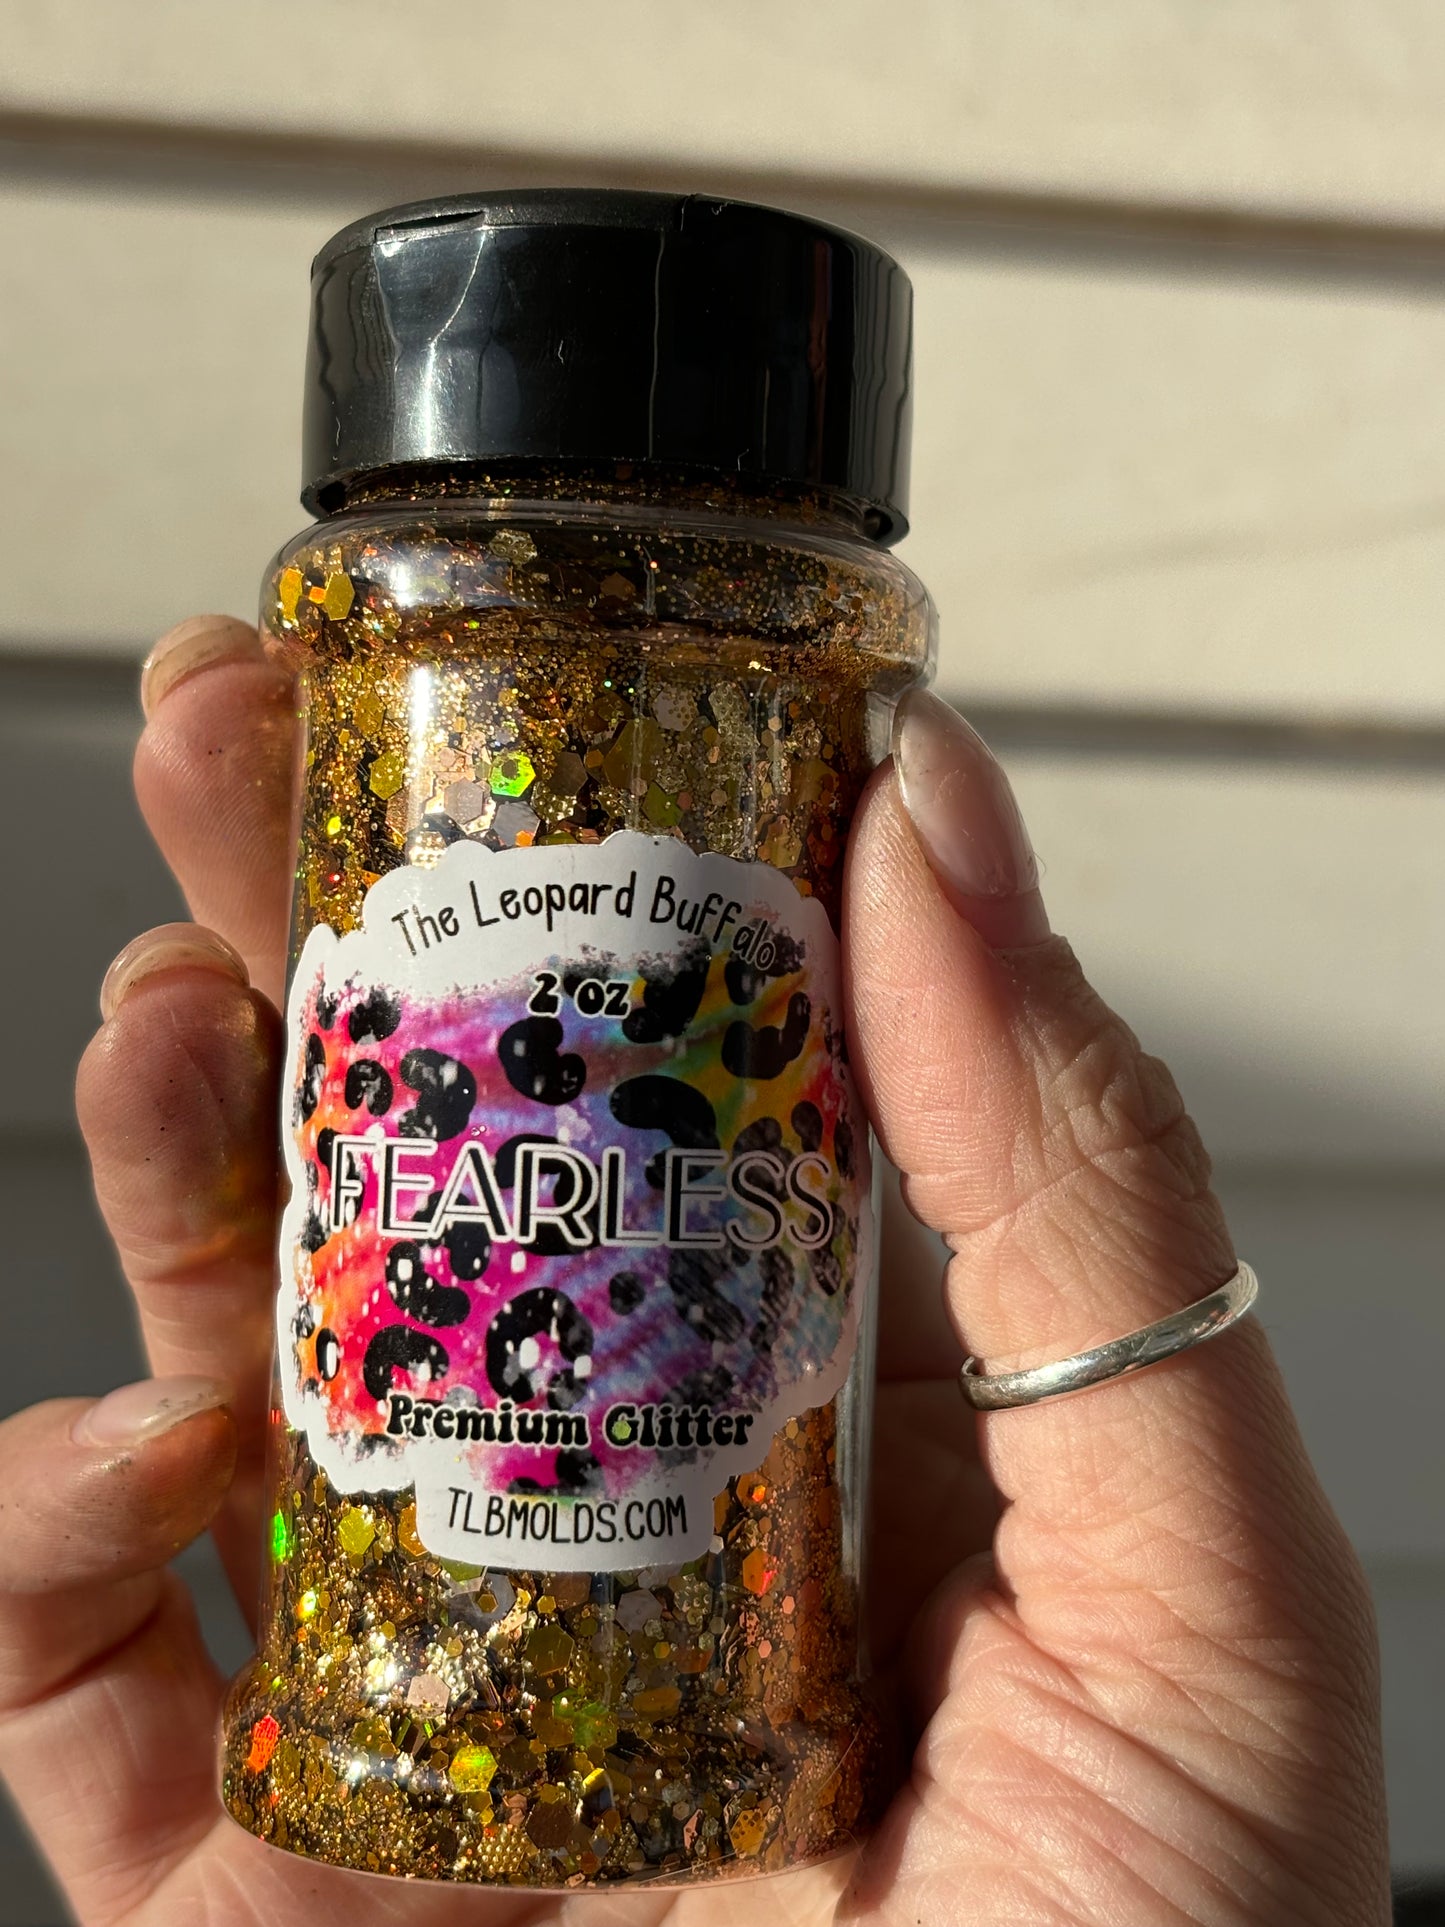 The Leopard Buffalo
2 oz
FEARLESS
Premium Glitter
TLBMOLDS.COM